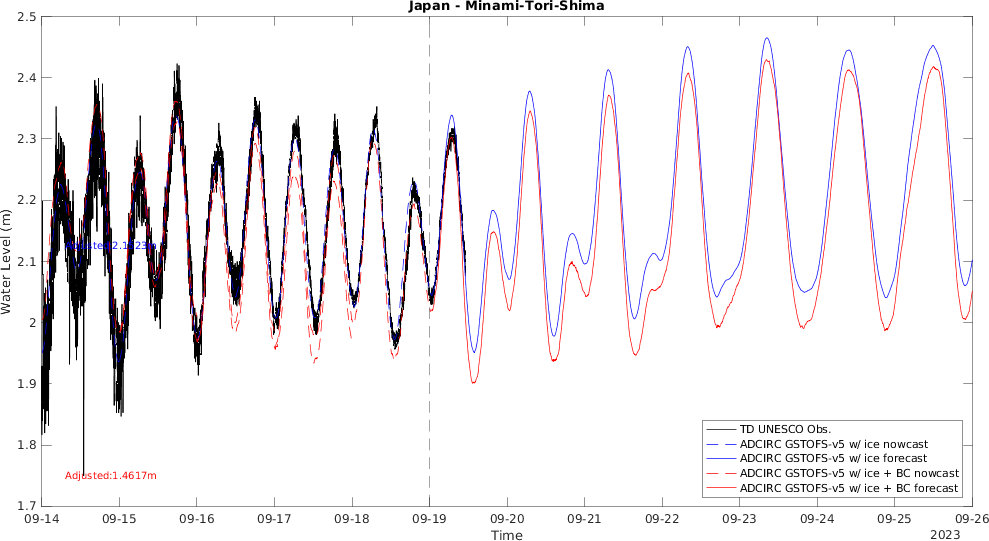 Japan - Minami-Tori-Shima
Water Level (m)
2.5
2.4
2.3
2.2
2.1
2
1.9
1.8
1.7
Adjusted:1.4617m
TD UNESCO Obs.
ADCIRC GSTOFS-v5 w/ ice nowcast
ADCIRC GSTOFS-v5 w/ ice forecast
ADCIRC GSTOFS-v5 w/ ice + BC nowcast
ADCIRC GSTOFS-v5 w/ ice + BC forecast
09-14 09-15 09-16 09-17 09-18 09-19 09-20 09-21 09-22 09-23 09-24 09-25 09-26
Time
2023